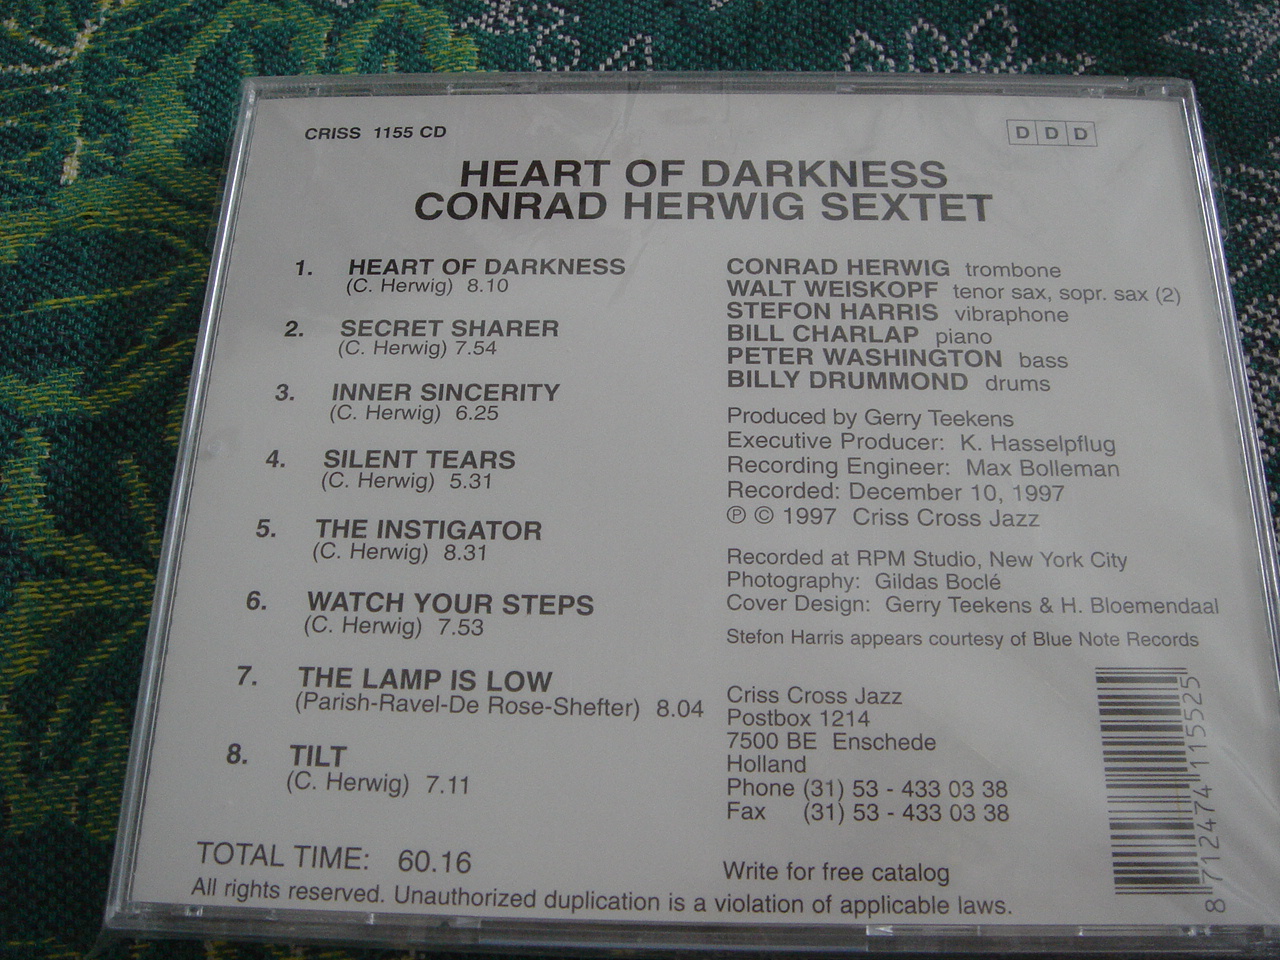 CRISS 1155 CD
DDD
HEART OF DARKNESS
CONRAD HERWIG SEXTET
1. HEART OF DARKNESS
(C. Herwig) 8.10
2. SECRET SHARER
(C. Herwig) 7.54
3. INNER SINCERITY
(C. Herwig) 6.25
4. SILENT TEARS
(C. Herwig) 5.31
5. THE INSTIGATOR
(C. Herwig) 8.31
6. WATCH YOUR STEPS
(C. Herwig) 7.53
7. THE LAMP IS LOW
(Parish-Ravel-De Rose-Shefter) 8.04
8. TILT
(C. Herwig) 7.11
TOTAL TIME: 60.16
CONRAD HERWIG trombone
WALT WEISKOPF tenor sax, sopr. sax (2)
STEFON HARRIS vibraphone
BILL CHARLAP piano
PETER WASHINGTON bass
BILLY DRUMMOND drums
Produced by Gerry Teekens
Executive Producer: K. Hasselpflug
Recording Engineer: Max Bolleman
Recorded: December 10, 1997
℗ © 1997 Criss Cross Jazz
Recorded at RPM Studio, New York City
Photography: Gildas Boclé
Cover Design: Gerry Teekens & H. Bloemendaal
Stefon Harris appears courtesy of Blue Note Records
Criss Cross Jazz
Postbox 1214
7500 BE Enschede
Holland
Phone (31) 53 - 433 03 38
Fax (31) 53 - 433 03 38
Write for free catalog
All rights reserved. Unauthorized duplication is a violation of applicable laws.
8 712474 115525